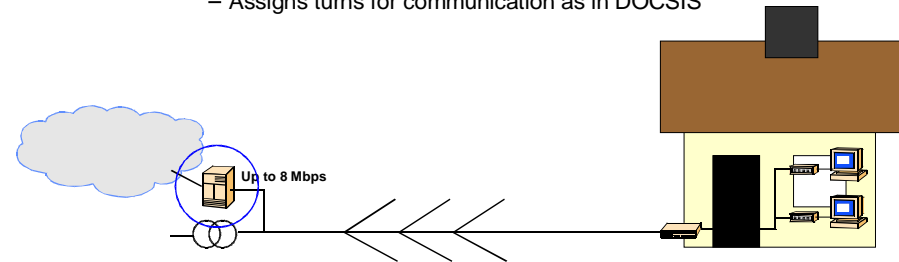 – Assigns turns for communication as in DOCSIS
Up to 8 Mbps